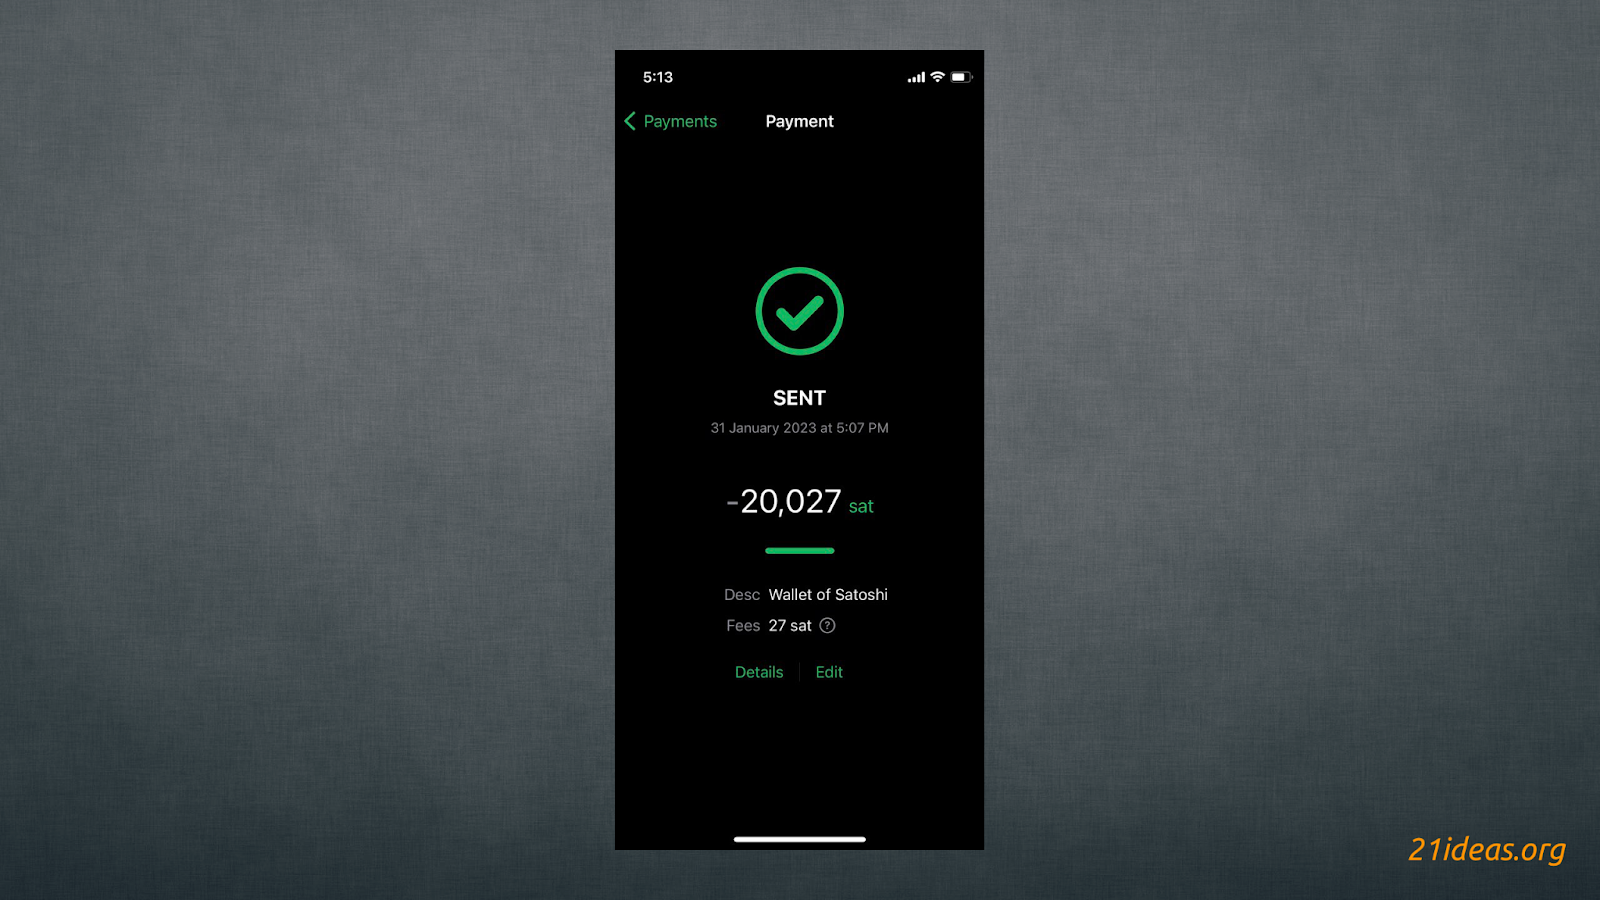 5:13
Payments Payment
SENT
31 January 2023 at 5:07 PM
-20,027 sat
Desc Wallet of Satoshi
Fees 27 sat ?
Details Edit
21ideas.org